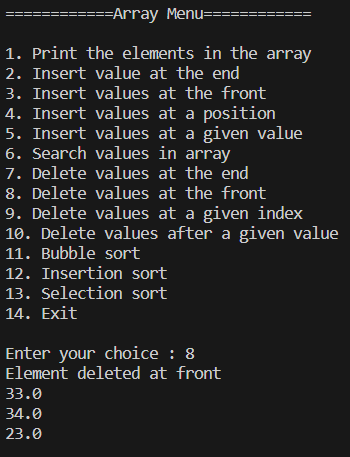 ============Array Menu============
1. Print the elements in the array
2. Insert value at the end
3. Insert values at the front
4. Insert values at a position
5. Insert values at a given value
6. Search values in array
7. Delete values at the end
8. Delete values at the front
9. Delete values at a given index
10. Delete values after a given value
11. Bubble sort
12. Insertion sort
13. Selection sort
14. Exit
Enter your choice : 8
Element deleted at front
33.0
34.0
23.0